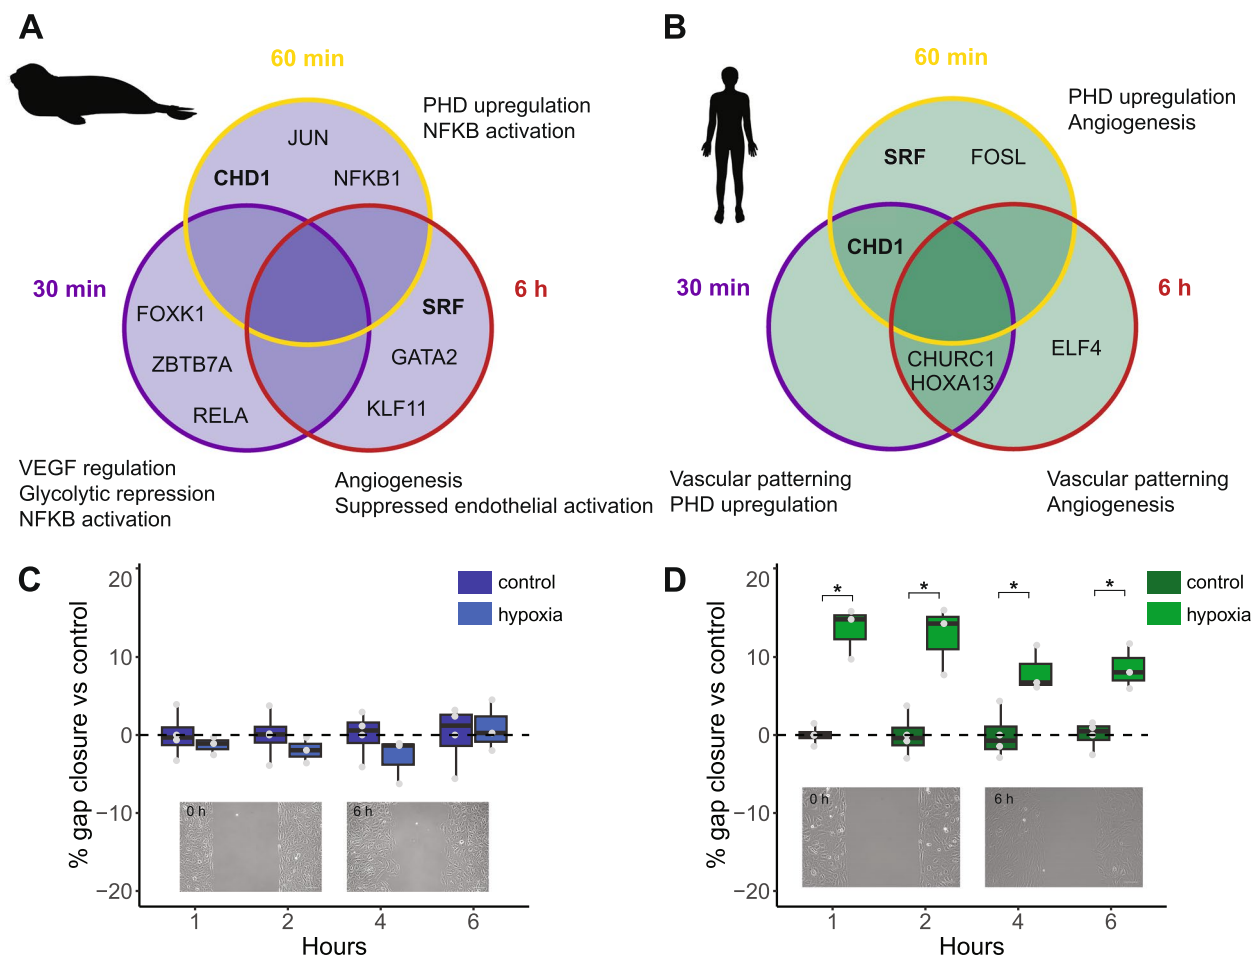 A
60 min
PHD upregulation
NFKB activation
JUN
CHD1
NFKB1
30 min
6 h
FOXK1
SRF
ZBTB7A
GATA2
RELA
KLF11
VEGF regulation
Glycolytic repression
NFKB activation
Angiogenesis
Suppressed endothelial activation
B
60 min
PHD upregulation
Angiogenesis
SRF
FOSL
CHD1
30 min
6 h
CHURC1
HOXA13
ELF4
Vascular patterning
PHD upregulation
Vascular patterning
Angiogenesis
C
% gap closure vs control
20
10
0
−10
−20
control
hypoxia
0 h
6 h
1
2
4
6
Hours
D
% gap closure vs control
20
10
0
−10
−20
*
*
*
*
control
hypoxia
0 h
6 h
1
2
4
6
Hours